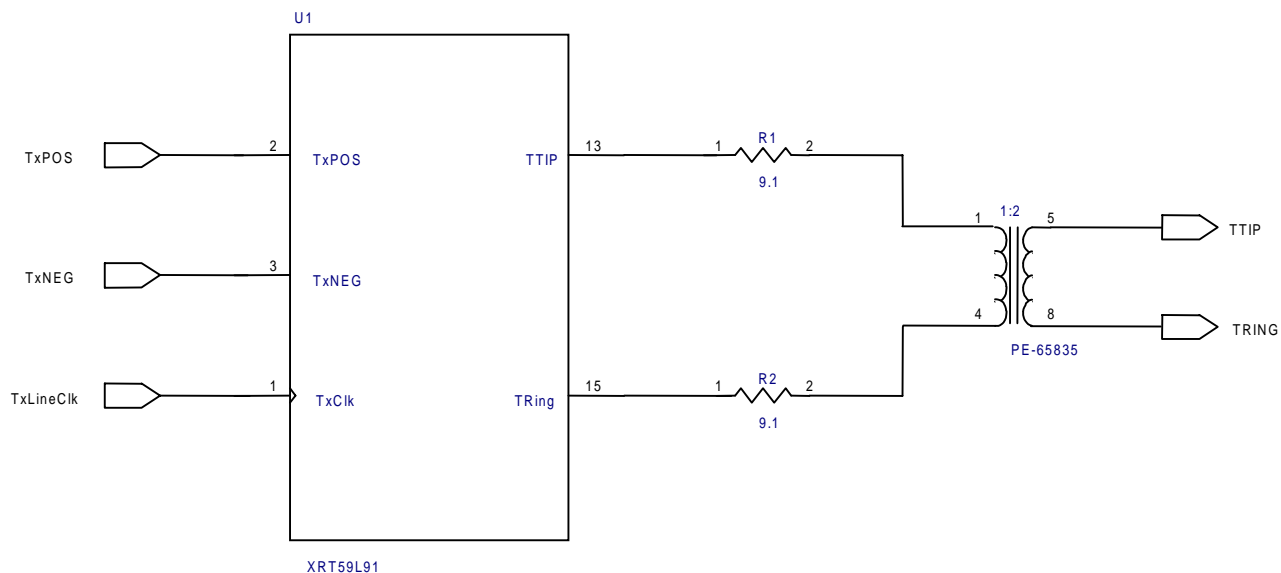 U1
TxPOS
2
TxPOS
TTIP
13
1
R1
2
9.1
1
1:2
5
TTIP
TxNEG
3
TxNEG
4
8
TRING
PE-65835
TxLineClk
1
TxClk
TRing
15
1
R2
2
9.1
XRT59L91